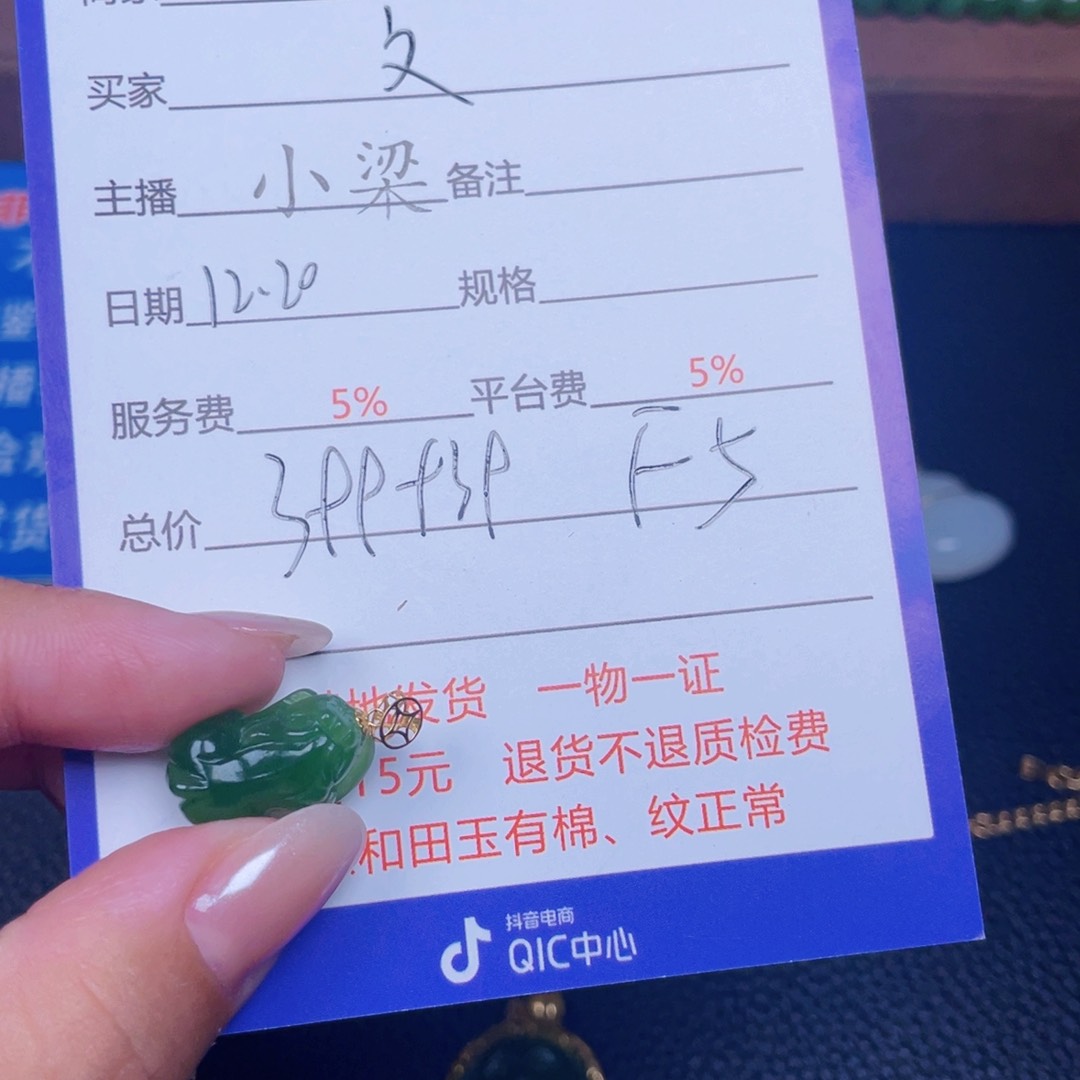 买家 文
主播 小梁 备注
日期 12.20 规格
服务费 5% 平台费 5%
总价 399+39 F5
地发货 一物一证
15元 退货不退质检费
和田玉有棉、纹正常
抖音电商
QIC中心